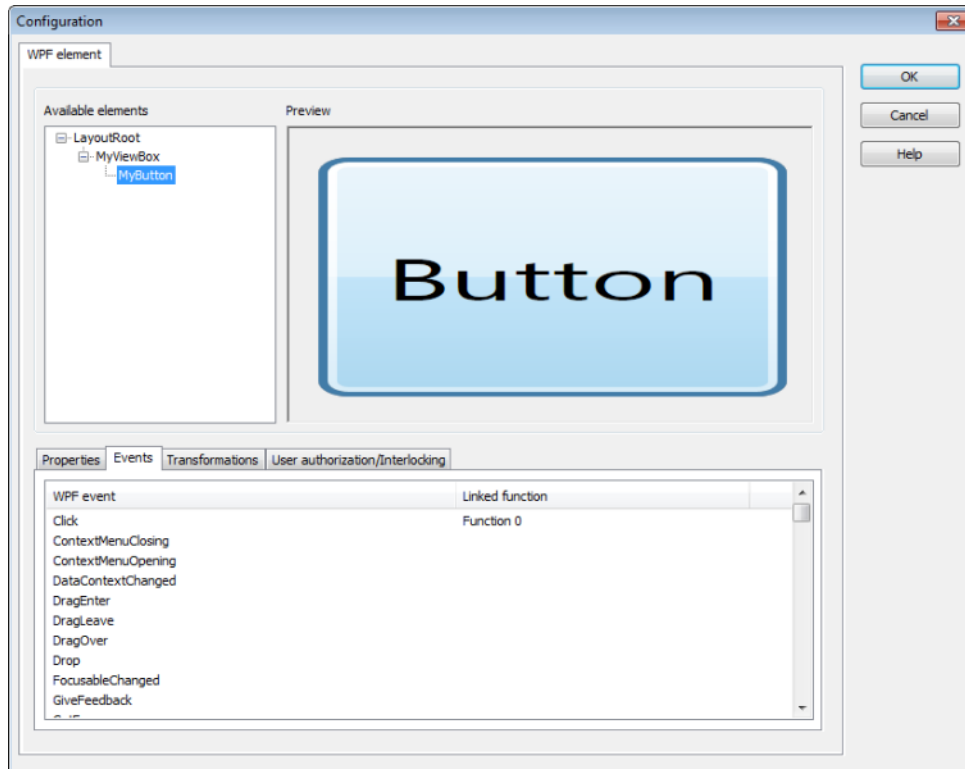 Configuration
WPF element
OK
Available elements
Preview
Cancel
LayoutRoot
MyViewBox
Help
MyButton
Button
Properties
Events
Transformations
User authorization/Interlocking
WPF event
Linked function
Click
Function 0
ContextMenuClosing
ContextMenuOpening
DataContextChanged
DragEnter
DragLeave
DragOver
Drop
FocusableChanged
GiveFeedback